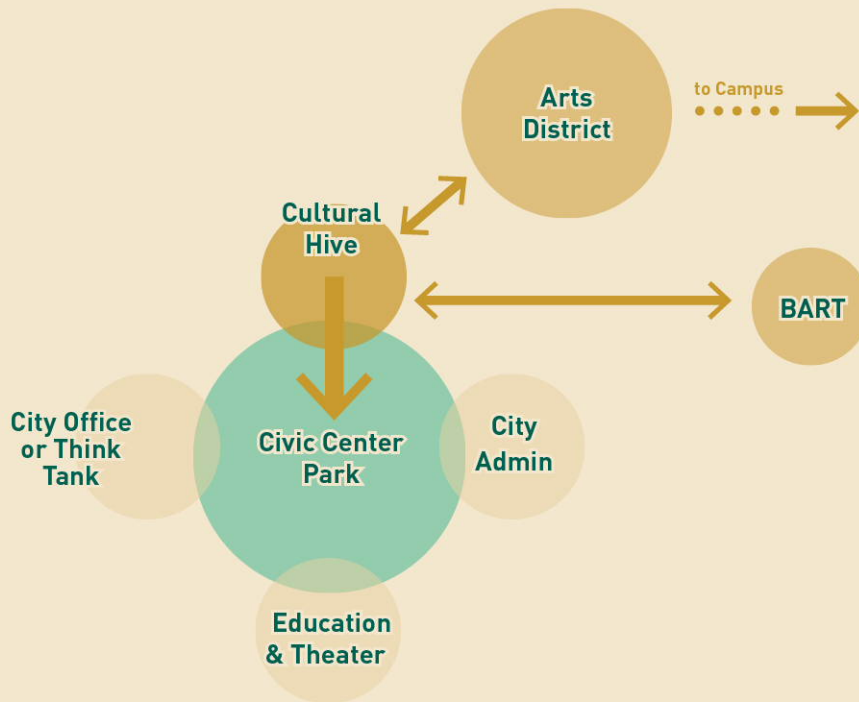 Arts
District
to Campus
Cultural
Hive
BART
City Office
or Think
Tank
Civic Center
Park
City
Admin
Education
& Theater